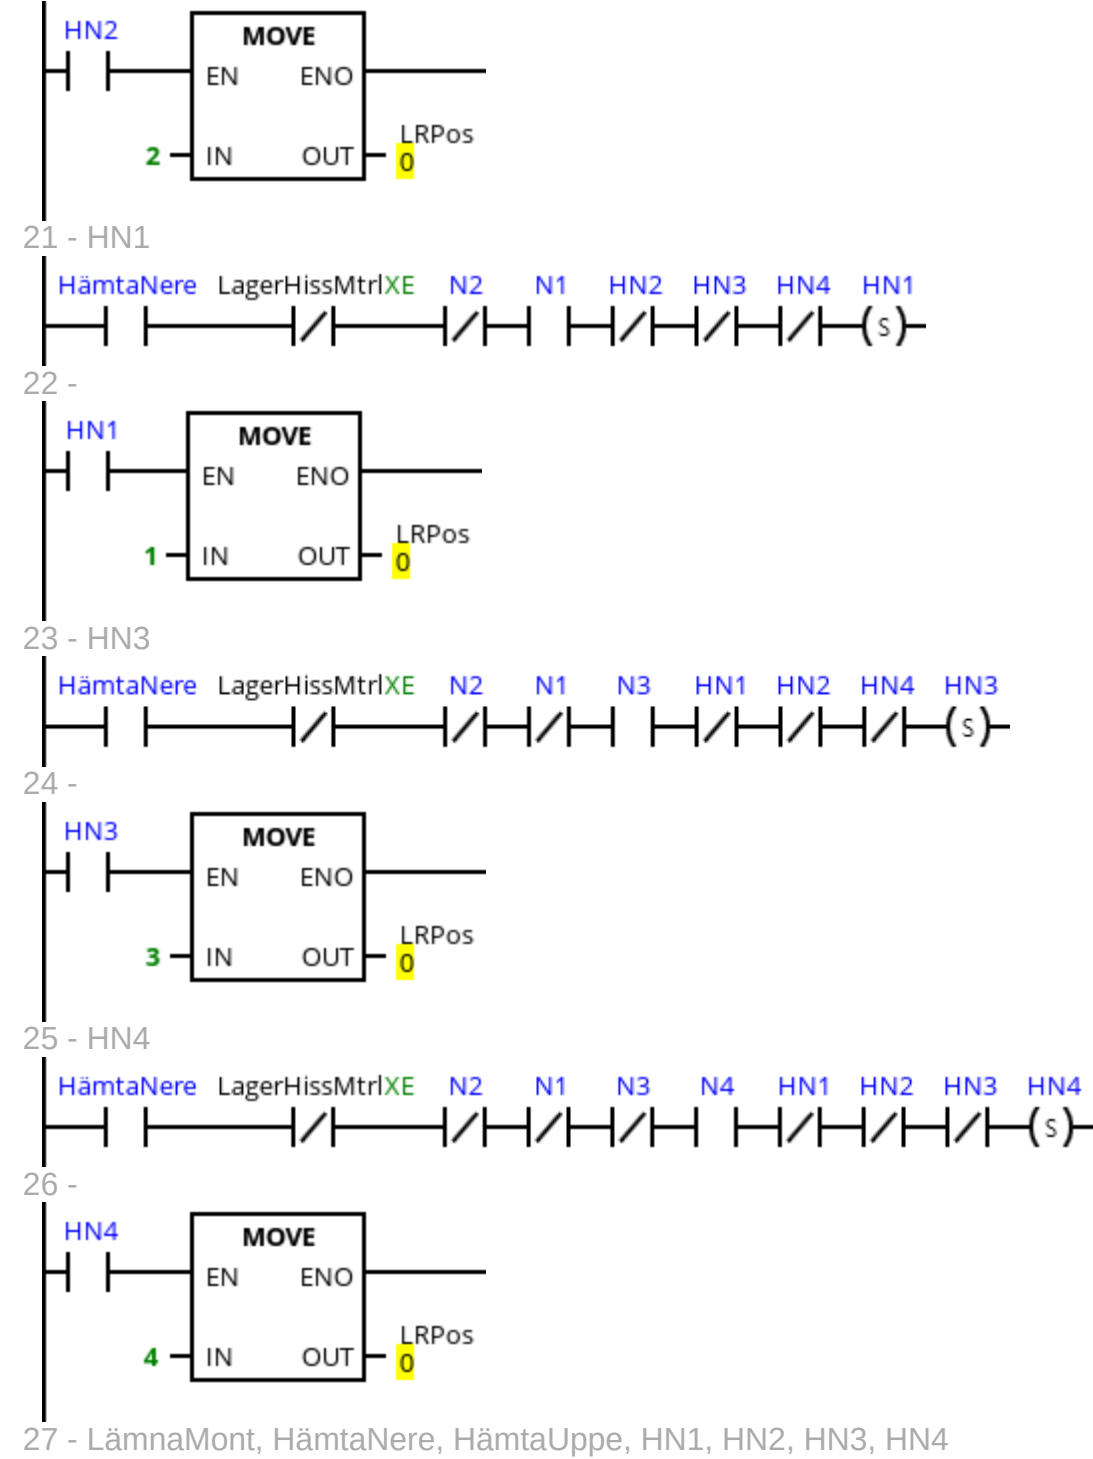 HN2
MOVE
EN ENO
LRPos
2 IN OUT 0
21 - HN1
HämtaNere LagerHissMtrlXE N2 N1 HN2 HN3 HN4 HN1
S
22 -
HN1
MOVE
EN ENO
LRPos
1 IN OUT 0
23 - HN3
HämtaNere LagerHissMtrlXE N2 N1 N3 HN1 HN2 HN4 HN3
S
24 -
HN3
MOVE
EN ENO
LRPos
3 IN OUT 0
25 - HN4
HämtaNere LagerHissMtrlXE N2 N1 N3 N4 HN1 HN2 HN3 HN4
S
26 -
HN4
MOVE
EN ENO
LRPos
4 IN OUT 0
27 - LämnaMont, HämtaNere, HämtaUppe, HN1, HN2, HN3, HN4